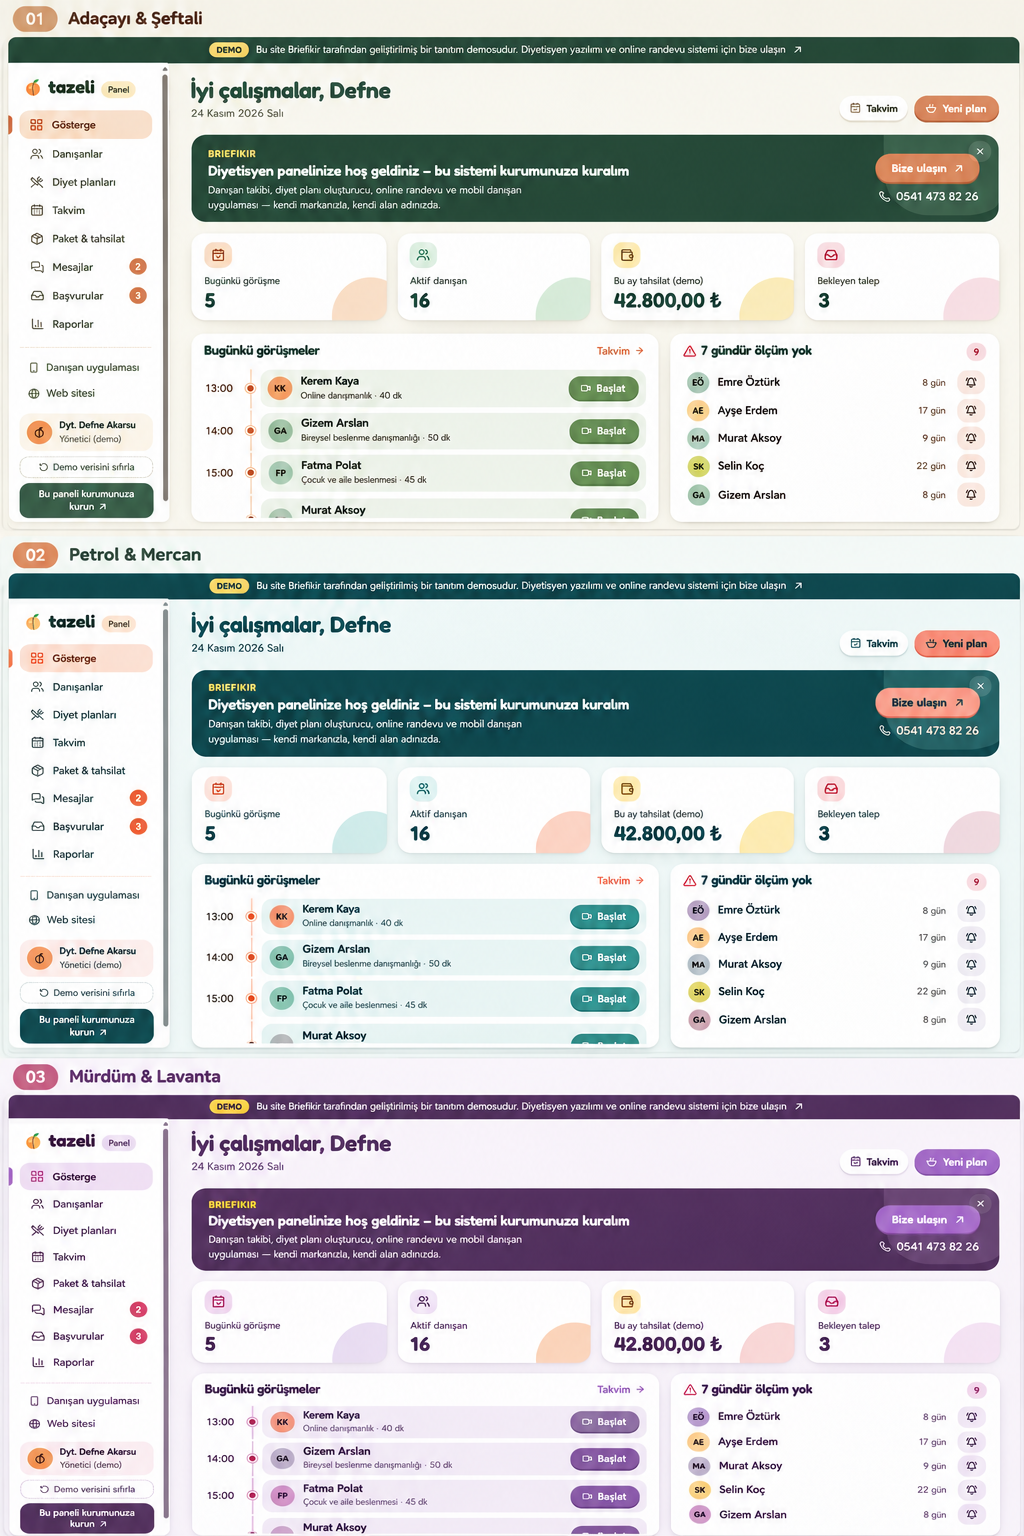 01 Adaçayı & Şeftali
DEMO Bu site Briefikir tarafından geliştirilmiş bir tanıtım demosudur. Diyetisyen yazılımı ve online randevu sistemi için bize ulaşın ↗
tazeli Panel
Gösterge
Danışanlar
Diyet planları
Takvim
Paket & tahsilat
Mesajlar 2
Başvurular 3
Raporlar
Danışan uygulaması
Web sitesi
Dyt. Defne Akarsu
Yönetici (demo)
Demo verisini sıfırla
Bu paneli kurumunuza
kurun ↗
İyi çalışmalar, Defne
24 Kasım 2026 Salı
Takvim
Yeni plan
BRIEFIKIR
Diyetisyen panelinize hoş geldiniz – bu sistemi kurumunuza kuralım
Danışan takibi, diyet planı oluşturucu, online randevu ve mobil danışan
uygulaması — kendi markanızla, kendi alan adınızda.
Bize ulaşın ↗
0541 473 82 26
Bugünkü görüşme
5
Aktif danışan
16
Bu ay tahsilat (demo)
42.800,00 ₺
Bekleyen talep
3
Bugünkü görüşmeler
Takvim →
13:00 KK Kerem Kaya
Online danışmanlık · 40 dk
Başlat
14:00 GA Gizem Arslan
Bireysel beslenme danışmanlığı · 50 dk
Başlat
15:00 FP Fatma Polat
Çocuk ve aile beslenmesi · 45 dk
Başlat
Murat Aksoy
7 gündür ölçüm yok 9
EÖ Emre Öztürk 8 gün
AE Ayşe Erdem 17 gün
MA Murat Aksoy 9 gün
SK Selin Koç 22 gün
GA Gizem Arslan 8 gün
02 Petrol & Mercan
DEMO Bu site Briefikir tarafından geliştirilmiş bir tanıtım demosudur. Diyetisyen yazılımı ve online randevu sistemi için bize ulaşın ↗
tazeli Panel
Gösterge
Danışanlar
Diyet planları
Takvim
Paket & tahsilat
Mesajlar 2
Başvurular 3
Raporlar
Danışan uygulaması
Web sitesi
Dyt. Defne Akarsu
Yönetici (demo)
Demo verisini sıfırla
Bu paneli kurumunuza
kurun ↗
İyi çalışmalar, Defne
24 Kasım 2026 Salı
Takvim
Yeni plan
BRIEFIKIR
Diyetisyen panelinize hoş geldiniz – bu sistemi kurumunuza kuralım
Danışan takibi, diyet planı oluşturucu, online randevu ve mobil danışan
uygulaması — kendi markanızla, kendi alan adınızda.
Bize ulaşın ↗
0541 473 82 26
Bugünkü görüşme
5
Aktif danışan
16
Bu ay tahsilat (demo)
42.800,00 ₺
Bekleyen talep
3
Bugünkü görüşmeler
Takvim →
13:00 KK Kerem Kaya
Online danışmanlık · 40 dk
Başlat
14:00 GA Gizem Arslan
Bireysel beslenme danışmanlığı · 50 dk
Başlat
15:00 FP Fatma Polat
Çocuk ve aile beslenmesi · 45 dk
Başlat
Murat Aksoy
7 gündür ölçüm yok 9
EÖ Emre Öztürk 8 gün
AE Ayşe Erdem 17 gün
MA Murat Aksoy 9 gün
SK Selin Koç 22 gün
GA Gizem Arslan 8 gün
03 Mürdüm & Lavanta
DEMO Bu site Briefikir tarafından geliştirilmiş bir tanıtım demosudur. Diyetisyen yazılımı ve online randevu sistemi için bize ulaşın ↗
tazeli Panel
Gösterge
Danışanlar
Diyet planları
Takvim
Paket & tahsilat
Mesajlar 2
Başvurular 3
Raporlar
Danışan uygulaması
Web sitesi
Dyt. Defne Akarsu
Yönetici (demo)
Demo verisini sıfırla
Bu paneli kurumunuza
kurun ↗
İyi çalışmalar, Defne
24 Kasım 2026 Salı
Takvim
Yeni plan
BRIEFIKIR
Diyetisyen panelinize hoş geldiniz – bu sistemi kurumunuza kuralım
Danışan takibi, diyet planı oluşturucu, online randevu ve mobil danışan
uygulaması — kendi markanızla, kendi alan adınızda.
Bize ulaşın ↗
0541 473 82 26
Bugünkü görüşme
5
Aktif danışan
16
Bu ay tahsilat (demo)
42.800,00 ₺
Bekleyen talep
3
Bugünkü görüşmeler
Takvim →
13:00 KK Kerem Kaya
Online danışmanlık · 40 dk
Başlat
14:00 GA Gizem Arslan
Bireysel beslenme danışmanlığı · 50 dk
Başlat
15:00 FP Fatma Polat
Çocuk ve aile beslenmesi · 45 dk
Başlat
Murat Aksoy
7 gündür ölçüm yok 9
EÖ Emre Öztürk 8 gün
AE Ayşe Erdem 17 gün
MA Murat Aksoy 9 gün
SK Selin Koç 22 gün
GA Gizem Arslan 8 gün